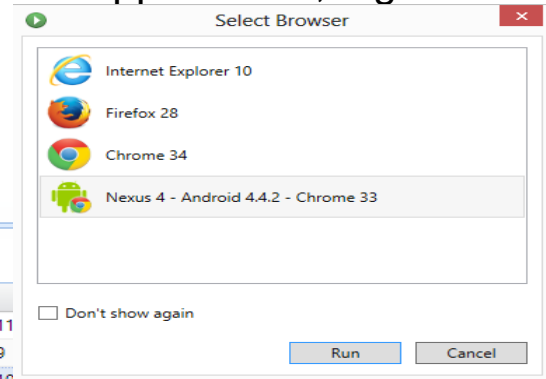 Select Browser
Internet Explorer 10
Firefox 28
Chrome 34
Nexus 4 - Android 4.4.2 - Chrome 33
Don't show again
Run
Cancel